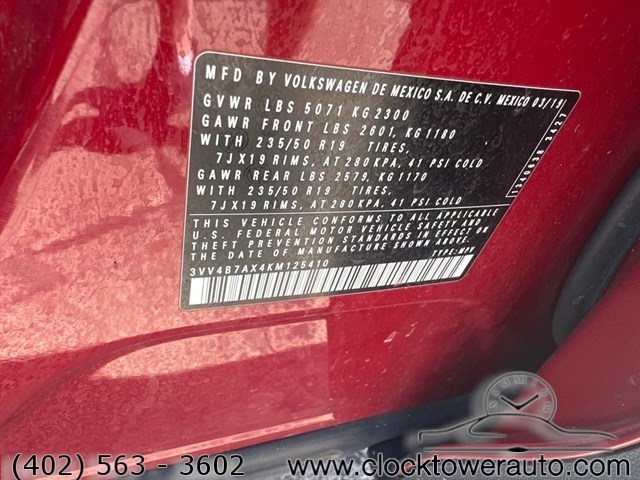 MFD BY VOLKSWAGEN DE MEXICO S.A. DE C.V. MEXICO 03/19
GVWR LBS 5071 KG 2300
GAWR FRONT LBS 2601, KG 1180
WITH 235/50 R19 TIRES,
7JX19 RIMS, AT 280 KPA, 41 PSI COLD
GAWR REAR LBS 2579, KG 1170
WITH 235/50 R19 TIRES,
7JX19 RIMS, AT 280 KPA, 41 PSI COLD
THIS VEHICLE CONFORMS TO ALL APPLICABLE
U.S. FEDERAL MOTOR VEHICLE SAFETY AND
THEFT PREVENTION STANDARDS IN EFFECT ON
THE DATE OF MANUFACTURE SHOWN ABOVE.
3VV4B7AX4KM125410 TYPE: MPV
(402) 563 - 3602 www.clocktowerauto.com